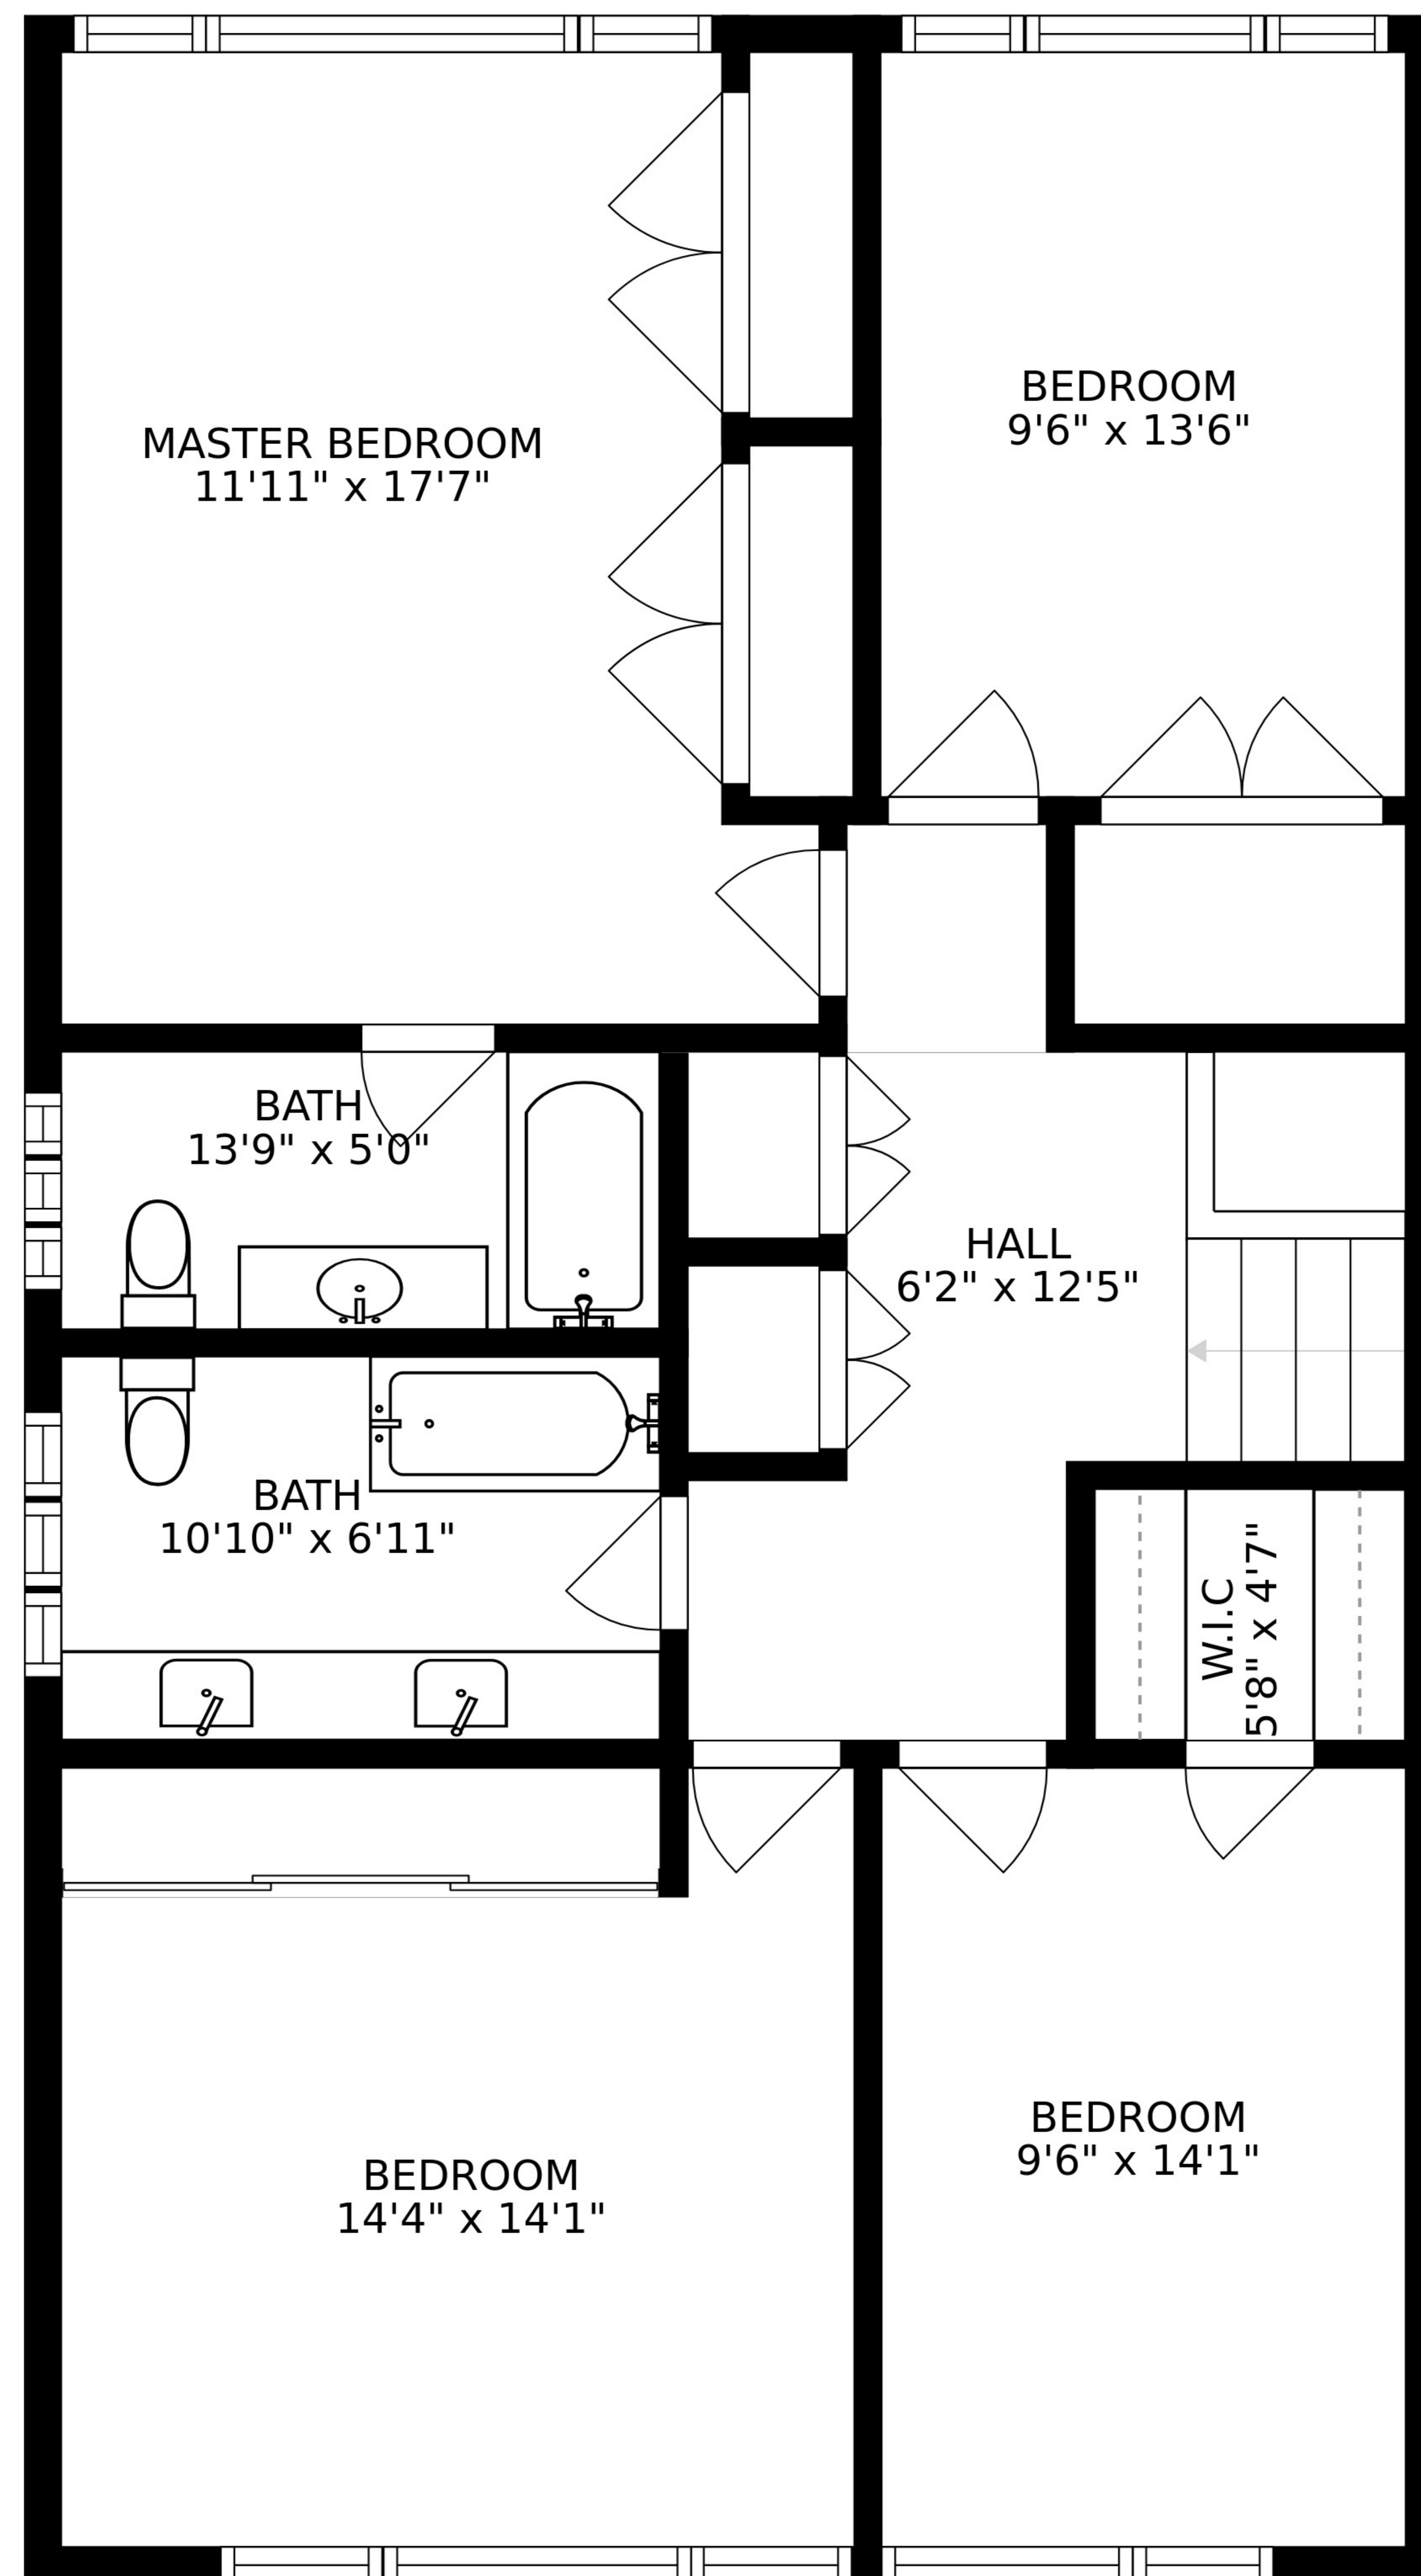 MASTER BEDROOM
11'11" x 17'7"
BEDROOM
9'6" x 13'6"
BATH
13'9" x 5'0"
HALL
6'2" x 12'5"
BATH
10'10" x 6'11"
W.I.C
5'8" x 4'7"
BEDROOM
14'4" x 14'1"
BEDROOM
9'6" x 14'1"